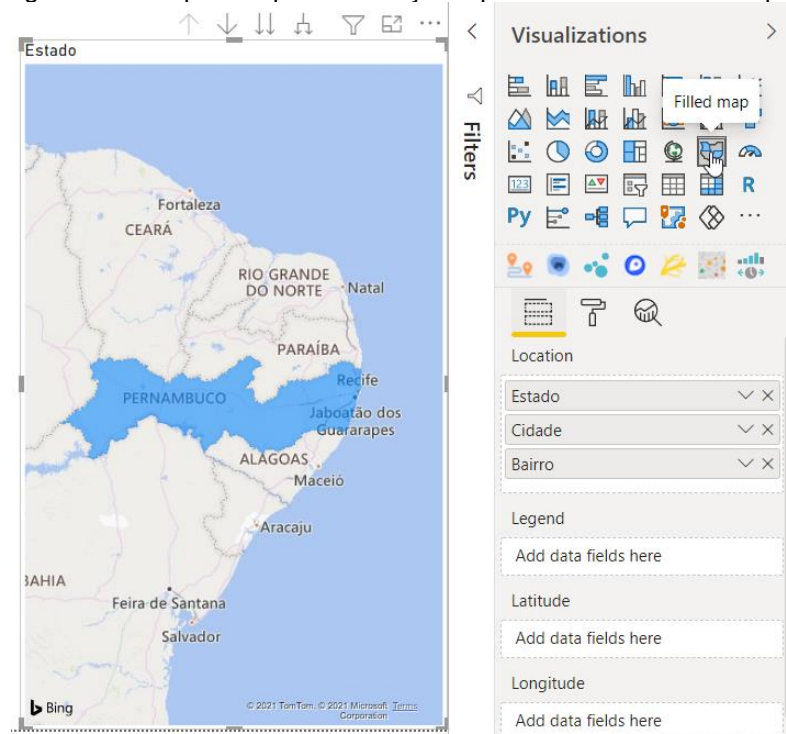 Estado
Fortaleza
CEARÁ
RIO GRANDE
DO NORTE
Natal
PARAÍBA
Recife
PERNAMBUCO
Jaboatão dos
Guararapes
ALAGOAS
Maceió
Aracaju
BAHIA
Feira de Santana
Salvador
Bing
© 2021 TomTom, © 2021 Microsoft Corporation Terms
Filters
Visualizations
Filled map
123
R
Py
Location
Estado
Cidade
Bairro
Legend
Add data fields here
Latitude
Add data fields here
Longitude
Add data fields here